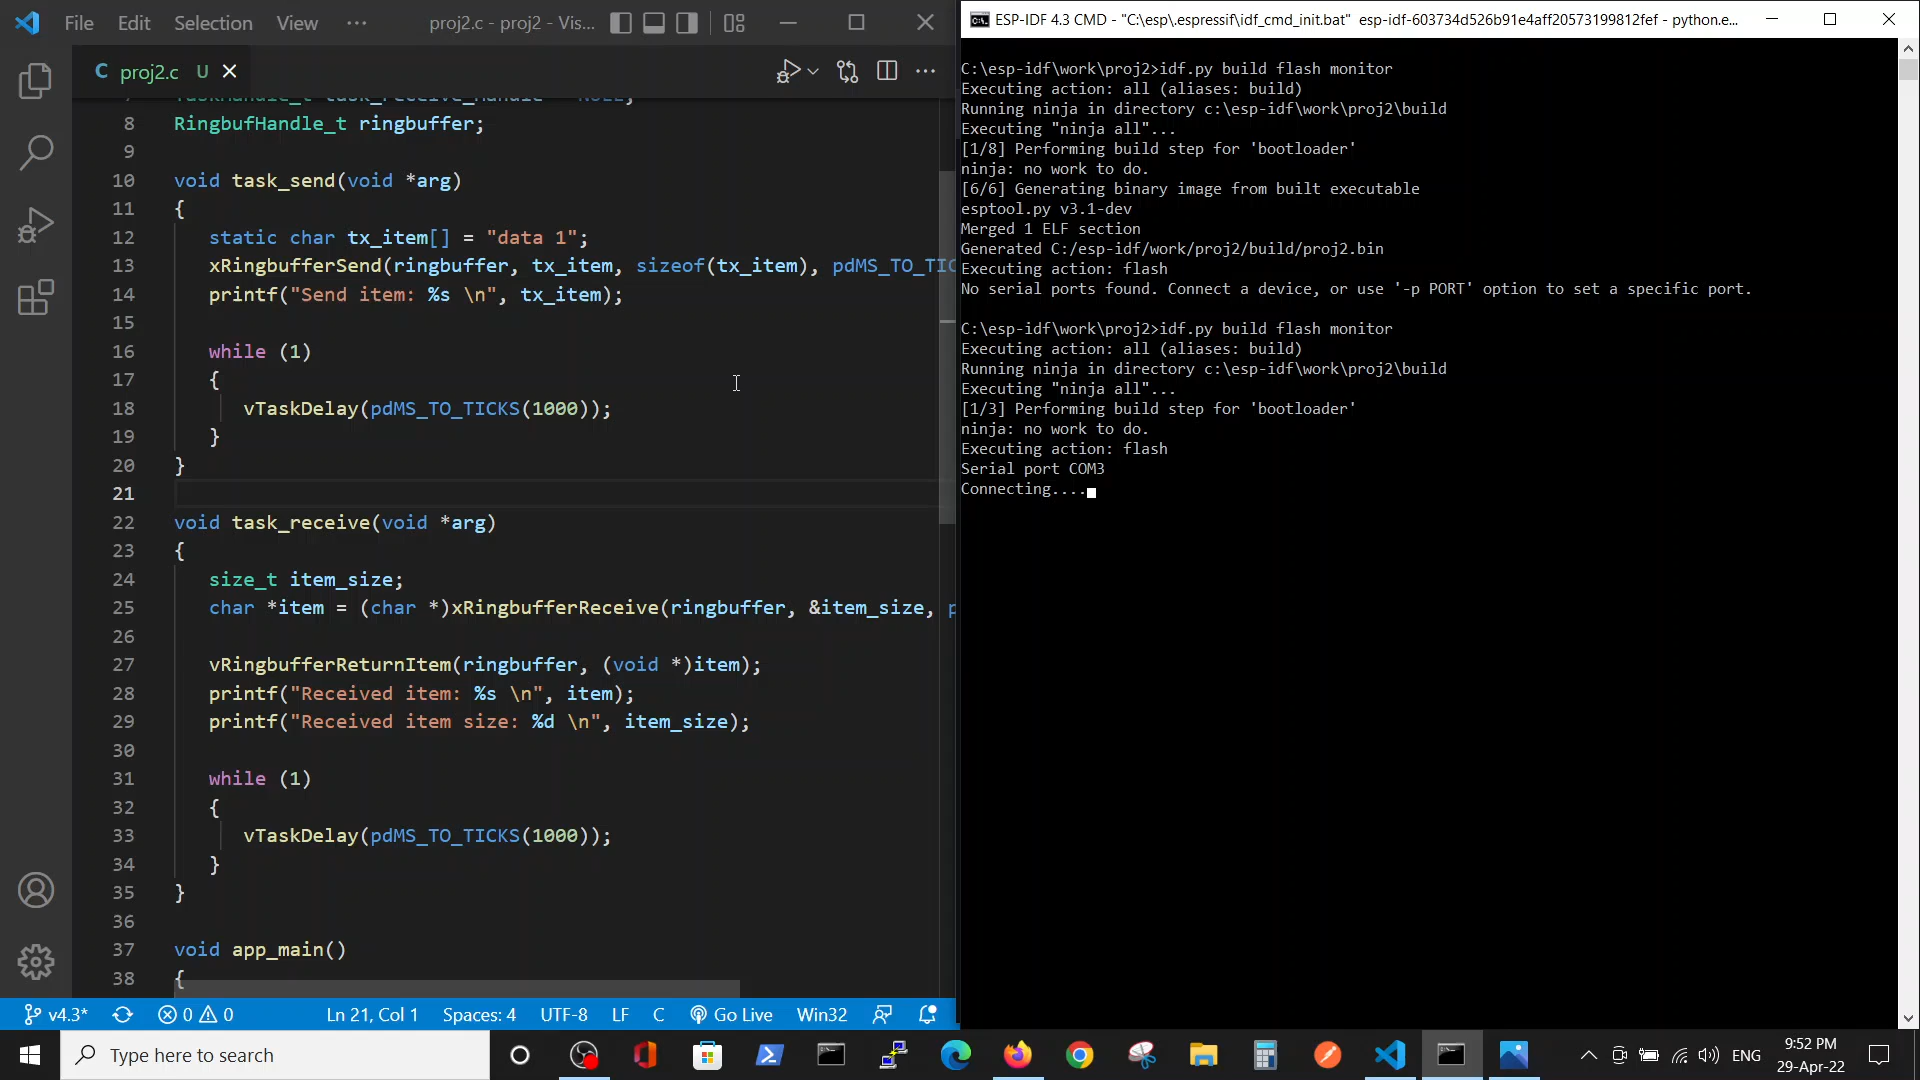 File Edit Selection View ··· proj2.c - proj2 - Vis...
C proj2.c U
8 RingbufHandle_t ringbuffer;
9
10 void task_send(void *arg)
11 {
12 static char tx_item[] = "data 1";
13 xRingbufferSend(ringbuffer, tx_item, sizeof(tx_item), pdMS_TO_TIC
14 printf("Send item: %s \n", tx_item);
15
16 while (1)
17 {
18 vTaskDelay(pdMS_TO_TICKS(1000));
19 }
20 }
21
22 void task_receive(void *arg)
23 {
24 size_t item_size;
25 char *item = (char *)xRingbufferReceive(ringbuffer, &item_size, p
26
27 vRingbufferReturnItem(ringbuffer, (void *)item);
28 printf("Received item: %s \n", item);
29 printf("Received item size: %d \n", item_size);
30
31 while (1)
32 {
33 vTaskDelay(pdMS_TO_TICKS(1000));
34 }
35 }
36
37 void app_main()
38 {
v4.3* 0 0 Ln 21, Col 1 Spaces: 4 UTF-8 LF C Go Live Win32
ESP-IDF 4.3 CMD - "C:\esp\.espressif\idf_cmd_init.bat" esp-idf-603734d526b91e4aff20573199812fef - python.e...
C:\esp-idf\work\proj2>idf.py build flash monitor
Executing action: all (aliases: build)
Running ninja in directory c:\esp-idf\work\proj2\build
Executing "ninja all"...
[1/8] Performing build step for 'bootloader'
ninja: no work to do.
[6/6] Generating binary image from built executable
esptool.py v3.1-dev
Merged 1 ELF section
Generated C:/esp-idf/work/proj2/build/proj2.bin
Executing action: flash
No serial ports found. Connect a device, or use '-p PORT' option to set a specific port.
C:\esp-idf\work\proj2>idf.py build flash monitor
Executing action: all (aliases: build)
Running ninja in directory c:\esp-idf\work\proj2\build
Executing "ninja all"...
[1/3] Performing build step for 'bootloader'
ninja: no work to do.
Executing action: flash
Serial port COM3
Connecting....
Type here to search
ENG
9:52 PM
29-Apr-22